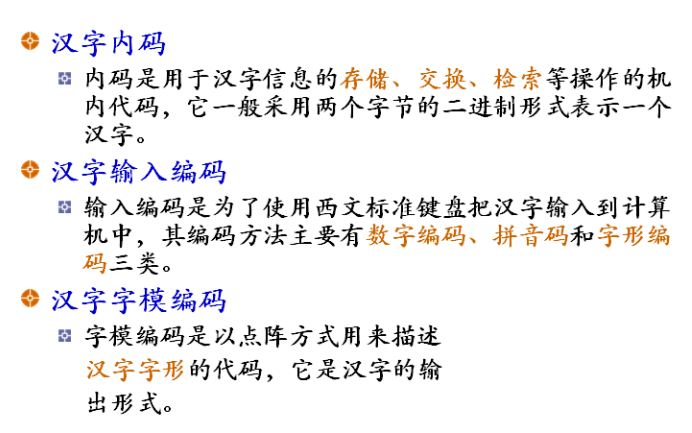 汉字内码
内码是用于汉字信息的存储、交换、检索等操作的机
内代码，它一般采用两个字节的二进制形式表示一个
汉字。
汉字输入编码
输入编码是为了使用西文标准键盘把汉字输入到计算
机中，其编码方法主要有数字编码、拼音码和字形编
码三类。
汉字字模编码
字模编码是以点阵方式用来描述
汉字字形的代码，它是汉字的输
出形式。